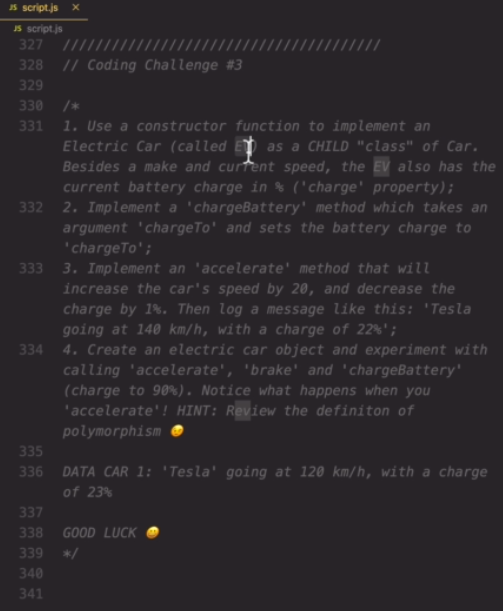 JS script.js ×
JS script.js
327 ////////////////////////////////////////
328 // Coding Challenge #3
329
330 /*
331 1. Use a constructor function to implement an
Electric Car (called EV) as a CHILD "class" of Car.
Besides a make and current speed, the EV also has the
current battery charge in % ('charge' property);
332 2. Implement a 'chargeBattery' method which takes an
argument 'chargeTo' and sets the battery charge to
'chargeTo';
333 3. Implement an 'accelerate' method that will
increase the car's speed by 20, and decrease the
charge by 1%. Then log a message like this: 'Tesla
going at 140 km/h, with a charge of 22%';
334 4. Create an electric car object and experiment with
calling 'accelerate', 'brake' and 'chargeBattery'
(charge to 90%). Notice what happens when you
'accelerate'! HINT: Review the definiton of
polymorphism 😉
335
336 DATA CAR 1: 'Tesla' going at 120 km/h, with a charge
of 23%
337
338 GOOD LUCK 😀
339 */
340
341